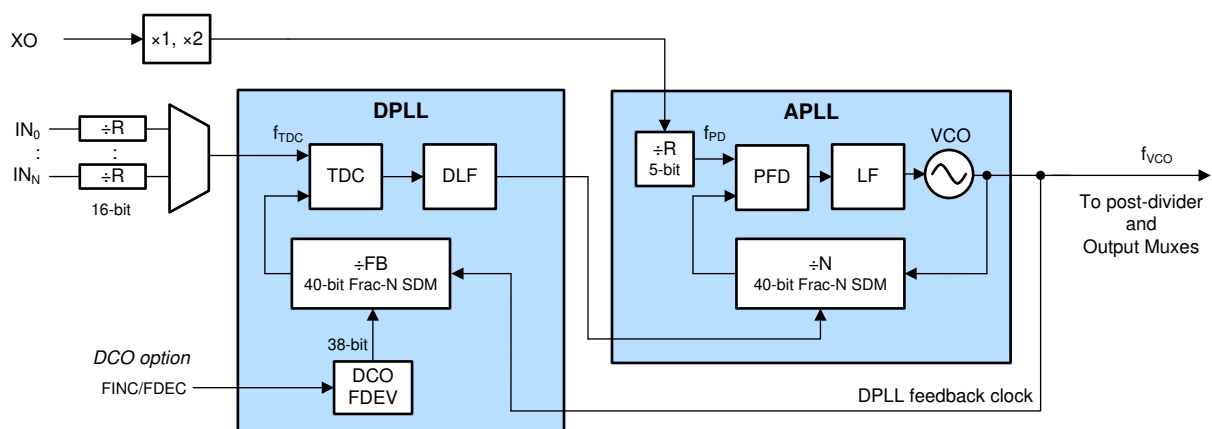 XO
×1, ×2
DPLL
APLL
IN0
:
INN
÷R
:
÷R
16-bit
fTDC
TDC
DLF
÷R
5-bit
fPD
PFD
LF
VCO
fVCO
To post-divider
and
Output Muxes
÷FB
40-bit Frac-N SDM
÷N
40-bit Frac-N SDM
38-bit
DCO option
FINC/FDEC
DCO
FDEV
DPLL feedback clock